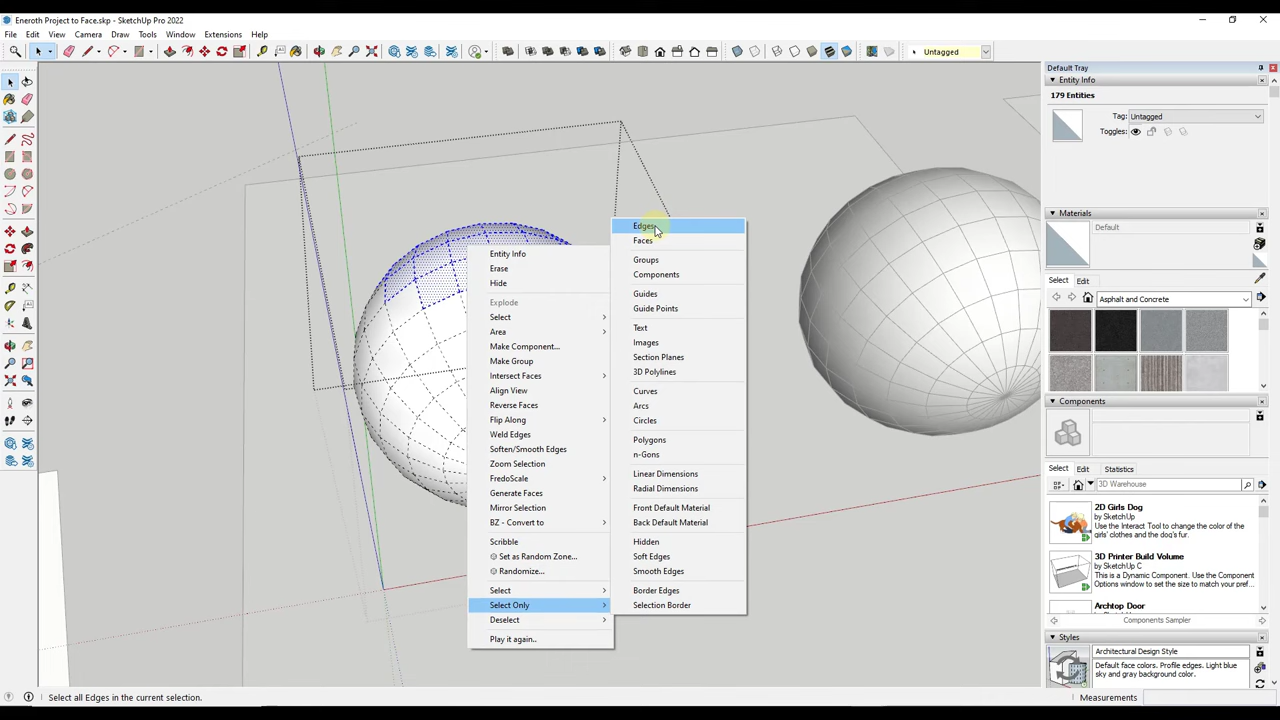 Eneroth Project to Face.skp - SketchUp Pro 2022
File Edit View Camera Draw Tools Window Extensions Help
Untagged
Default Tray
Entity Info
179 Entities
Tag: Untagged
Toggles:
Materials
Default
Select Edit
Asphalt and Concrete
Components
Select Edit Statistics
3D Warehouse
2D Girls Dog
by SketchUp
Use the Interact Tool to change the color of the girls' clothes and the dog's fur.
3D Printer Build Volume
by SketchUp C
This is a Dynamic Component. Use the Component Options window to size to match your pref...
Archtop Door
by SketchUp
Components Sampler
Styles
Architectural Design Style
Default face colors. Profile edges. Light blue sky and gray background color.
Entity Info
Erase
Hide
Explode
Select
Area
Make Component...
Make Group
Intersect Faces
Align View
Reverse Faces
Flip Along
Weld Edges
Soften/Smooth Edges
Zoom Selection
FredoScale
Generate Faces
Mirror Selection
BZ - Convert to
Scribble
Set as Random Zone...
Randomize...
Select
Select Only
Deselect
Play it again..
Edges
Faces
Groups
Components
Guides
Guide Points
Text
Images
Section Planes
3D Polylines
Curves
Arcs
Circles
Polygons
n-Gons
Linear Dimensions
Radial Dimensions
Front Default Material
Back Default Material
Hidden
Soft Edges
Smooth Edges
Border Edges
Selection Border
Select all Edges in the current selection.
Measurements